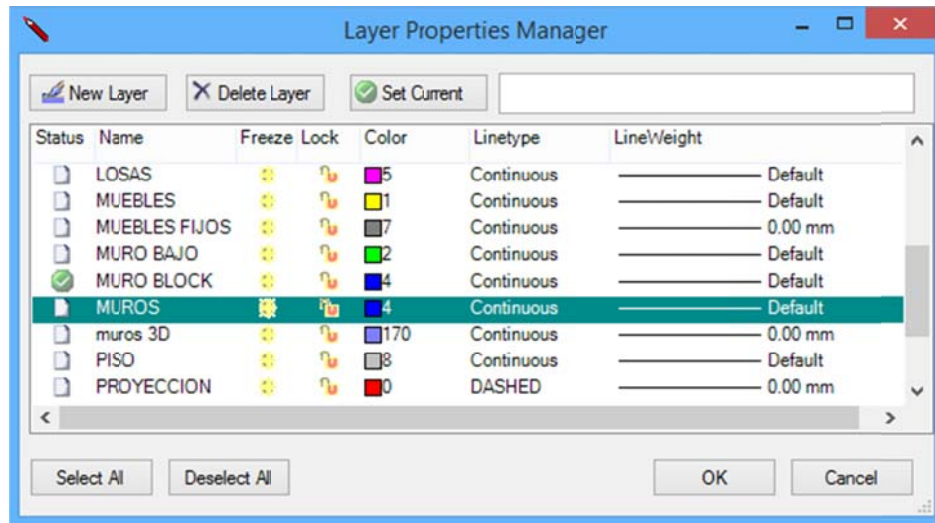 Layer Properties Manager
New Layer Delete Layer Set Current
Status Name Freeze Lock Color Linetype LineWeight
LOSAS 5 Continuous Default
MUEBLES 1 Continuous Default
MUEBLES FIJOS 7 Continuous 0.00 mm
MURO BAJO 2 Continuous Default
MURO BLOCK 4 Continuous Default
MUROS 4 Continuous Default
muros 3D 170 Continuous 0.00 mm
PISO 8 Continuous Default
PROYECCION 0 DASHED 0.00 mm
Select All Deselect All OK Cancel